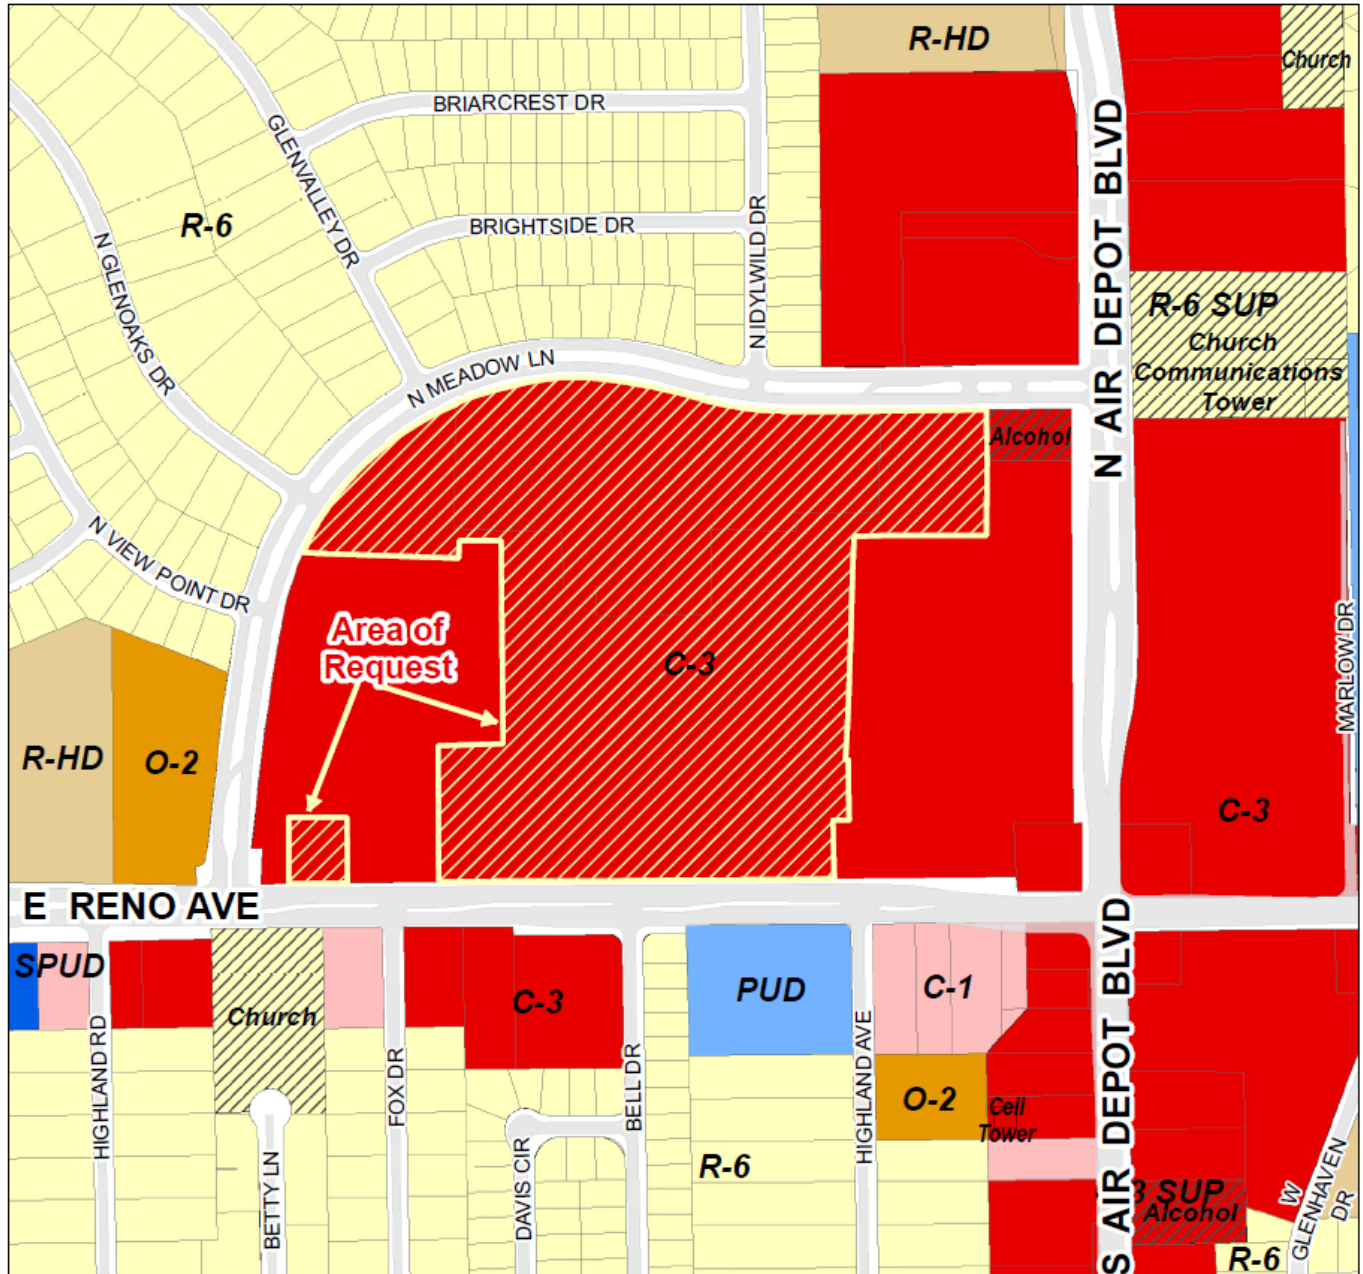 R-HD
Church
BRIARCREST DR
GLENVALLEY DR
N AIR DEPOT BLVD
R-6
BRIGHTSIDE DR
N IDYLWILD DR
N GLENOAKS DR
R-6 SUP
Church
Communications
Tower
N MEADOW LN
Alcohol
N VIEW POINT DR
Area of
Request
C-3
MARLOW DR
R-HD
O-2
C-3
E RENO AVE
SPUD
Church
C-3
PUD
C-1
HIGHLAND RD
FOX DR
BELL DR
HIGHLAND AVE
S AIR DEPOT BLVD
O-2
Cell
Tower
BETTY LN
DAVIS CIR
R-6
3 SUP
Alcohol
W
GLENHAVEN
DR
R-6